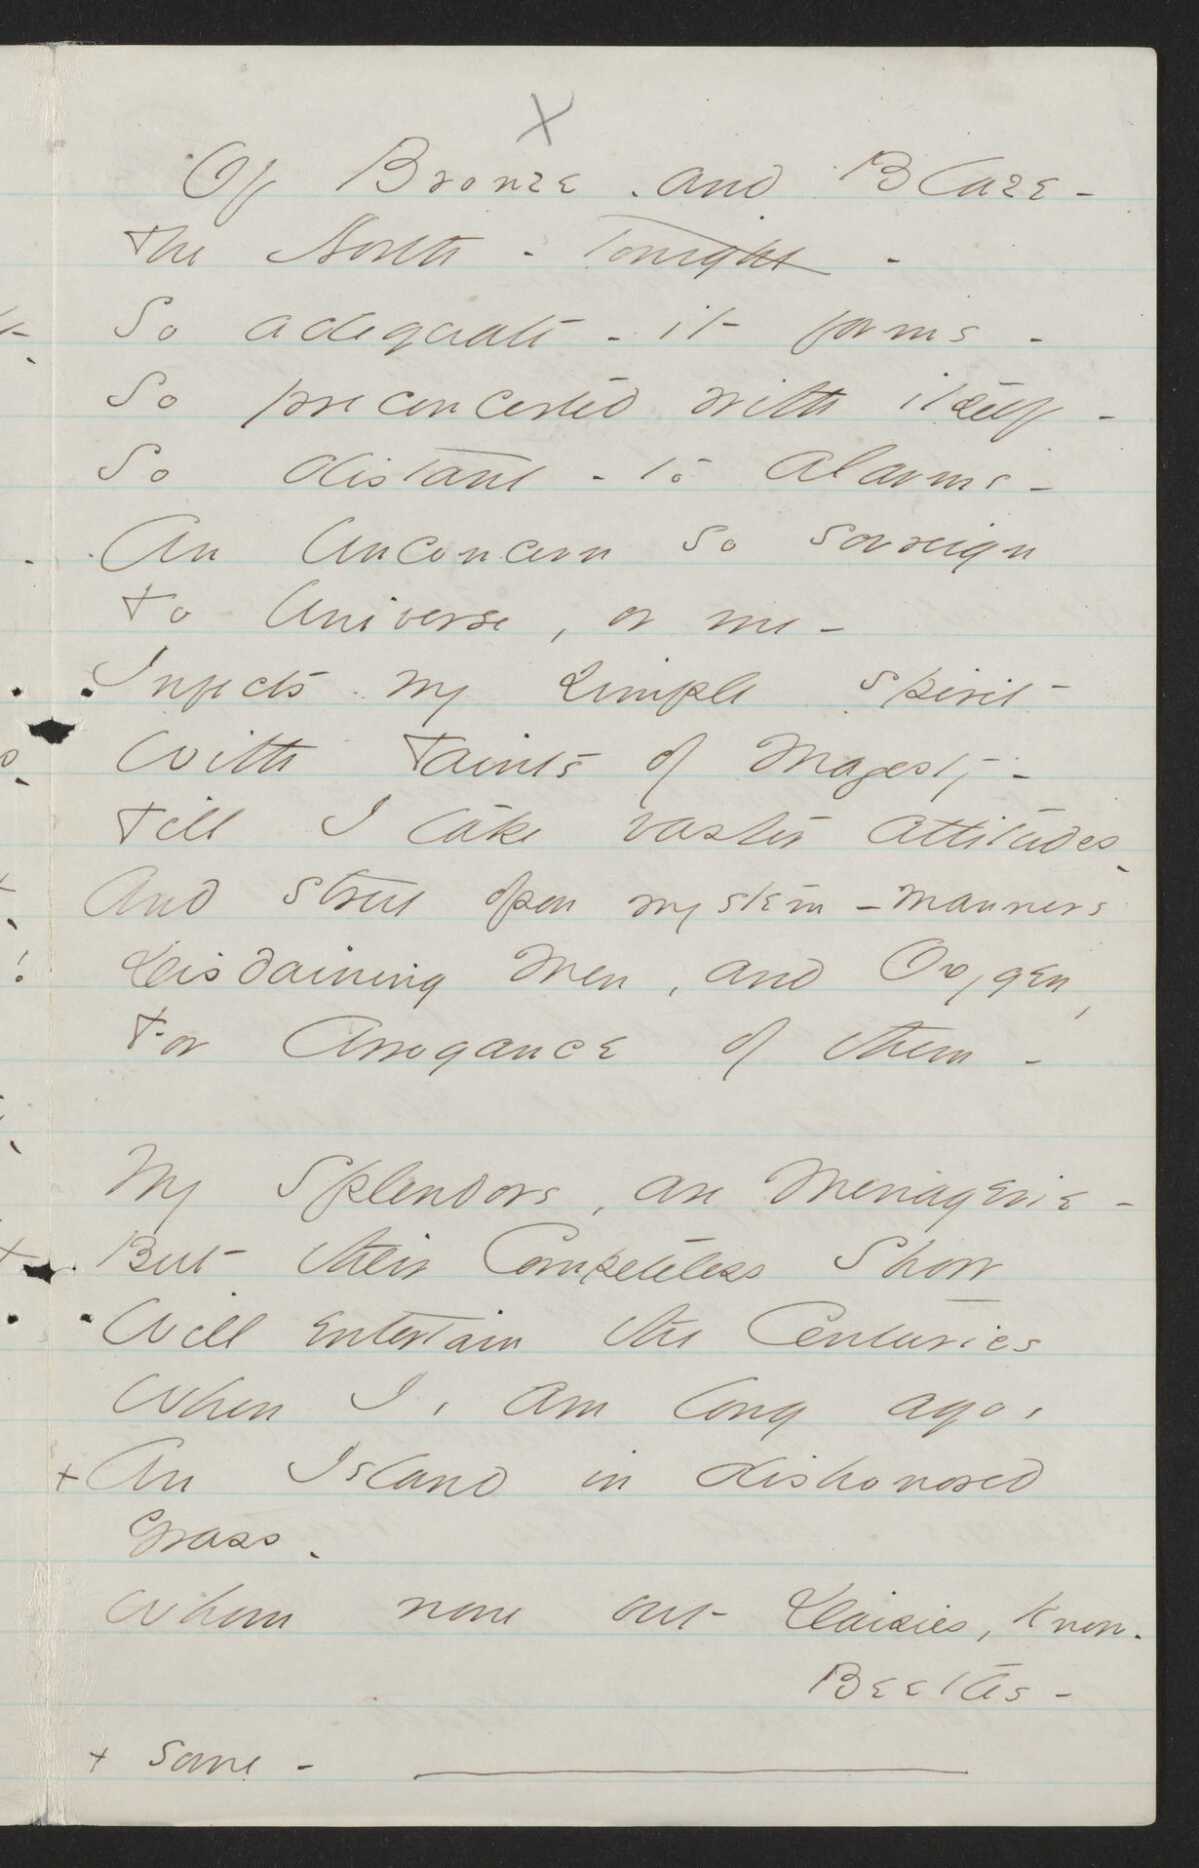 X
Of Bronze - and Blaze -
The North - Tonight -
So adequate - it forms -
So preconcerted with itself -
So distant - to alarms -
An Unconcern so sovreign
To Universe, or me -
Infects my simple spirit
With Taints of Majesty -
Till I take vaster attitudes -
And strut opon my stem - manners
Disdaining Men, and Oxygen,
For Arrogance of them -
My Splendors, are Menagerie -
But their Competeless Show
Will entertain the Centuries
When I, am long ago,
+ An Island in dishonored
Grass -
Whom none but Daisies, know.
Beetles -
+ Some -